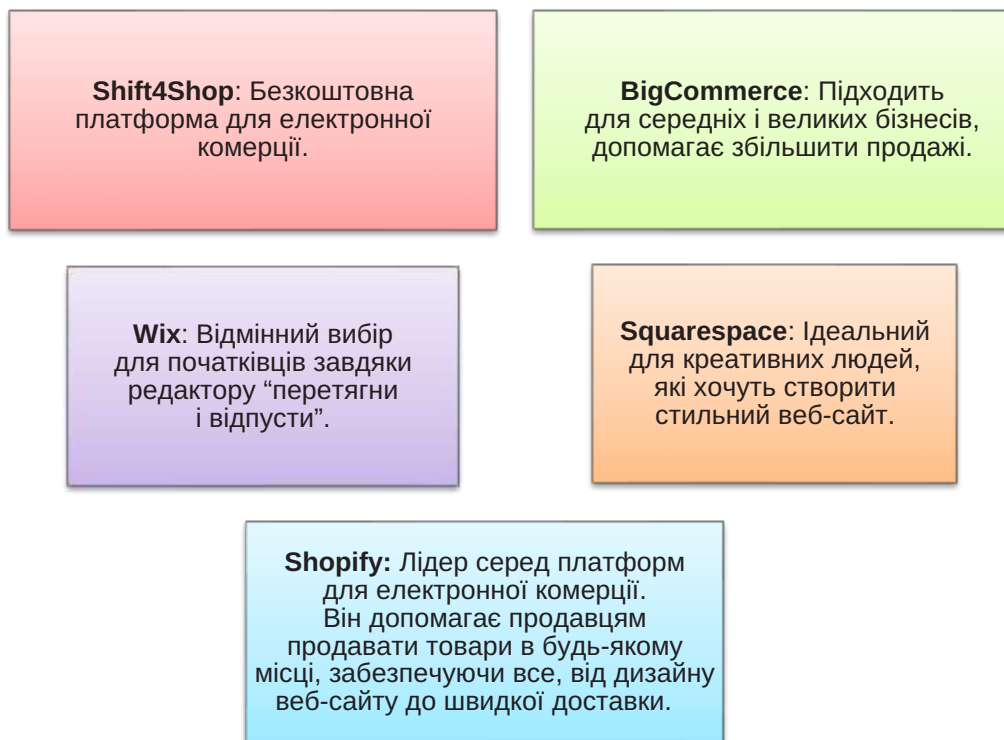 Shift4Shop: Безкоштовна
платформа для електронної
комерції.
BigCommerce: Підходить
для середніх і великих бізнесів,
допомагає збільшити продажі.
Wix: Відмінний вибір
для початківців завдяки
редактору “перетягни
і відпусти”.
Squarespace: Ідеальний
для креативних людей,
які хочуть створити
стильний веб-сайт.
Shopify: Лідер серед платформ
для електронної комерції.
Він допомагає продавцям
продавати товари в будь-якому
місці, забезпечуючи все, від дизайну
веб-сайту до швидкої доставки.